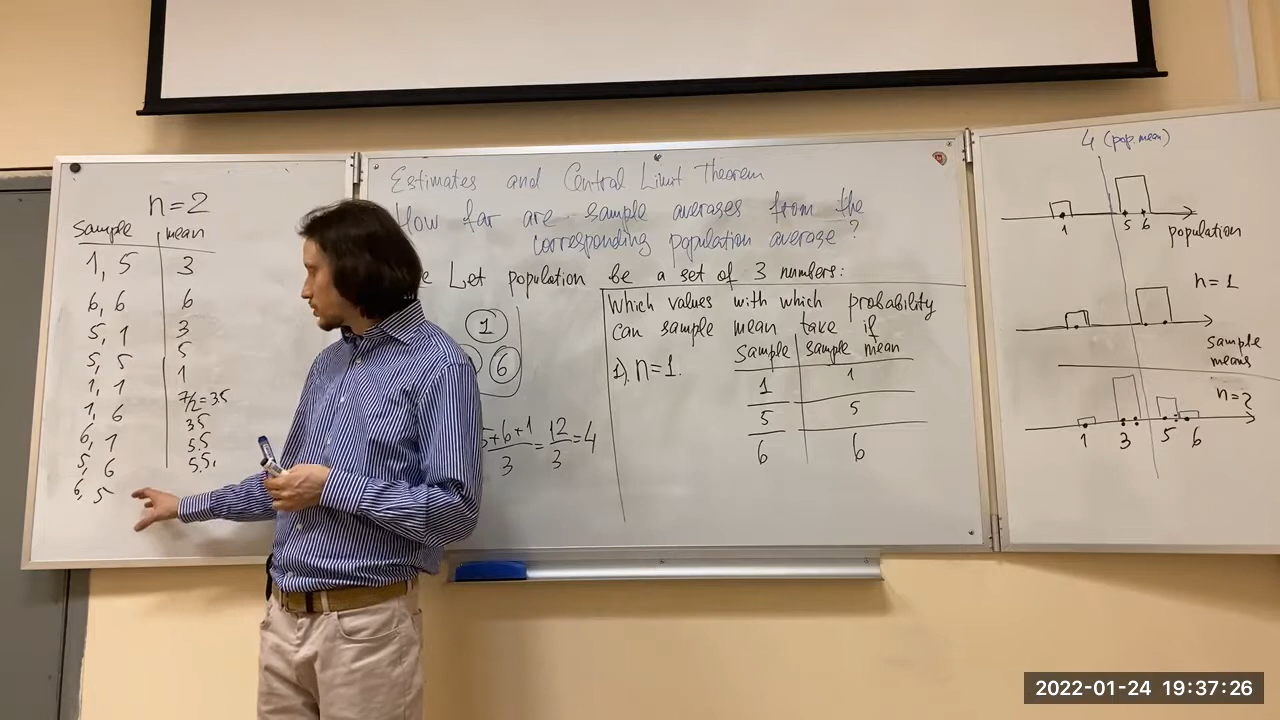 n=2
Sample mean
1, 5 3
6, 6 6
5, 1 3
5, 5 5
1, 1 1
1, 6 7/2=3.5
6, 1 3.5
5, 6 5.5
6, 5 5.5
Estimates and Central Limit Theorem
How far are sample averages from the
corresponding population average?
Let population be a set of 3 numbers:
1
6
5+6+1/3=12/3=4
Which values with which probability
can sample mean take if
1). n=1.
Sample sample mean
1 1
5 5
6 6
4 (pop. mean)
1 5 6
population
n=1
sample
means
n=2
1 3 5 6
2022-01-24 19:37:26